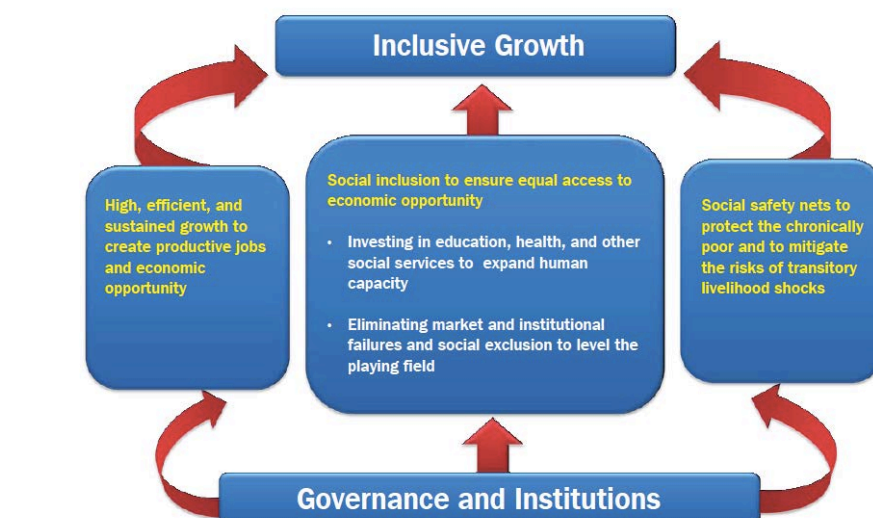 Inclusive Growth
High, efficient, and
sustained growth to
create productive jobs
and economic
opportunity
Social inclusion to ensure equal access to
economic opportunity
• Investing in education, health, and other
social services to expand human
capacity
• Eliminating market and institutional
failures and social exclusion to level the
playing field
Social safety nets to
protect the chronically
poor and to mitigate
the risks of transitory
livelihood shocks
Governance and Institutions